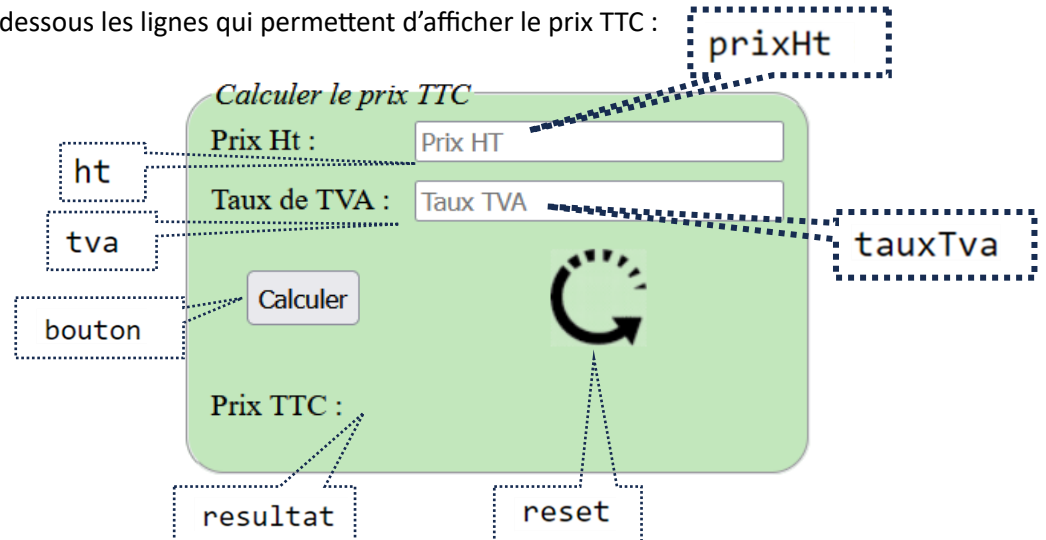 dessous les lignes qui permettent d’afficher le prix TTC :
prixHt
Calculer le prix TTC
Prix Ht :
Prix HT
ht
Taux de TVA :
Taux TVA
tva
tauxTva
Calculer
bouton
Prix TTC :
resultat
reset